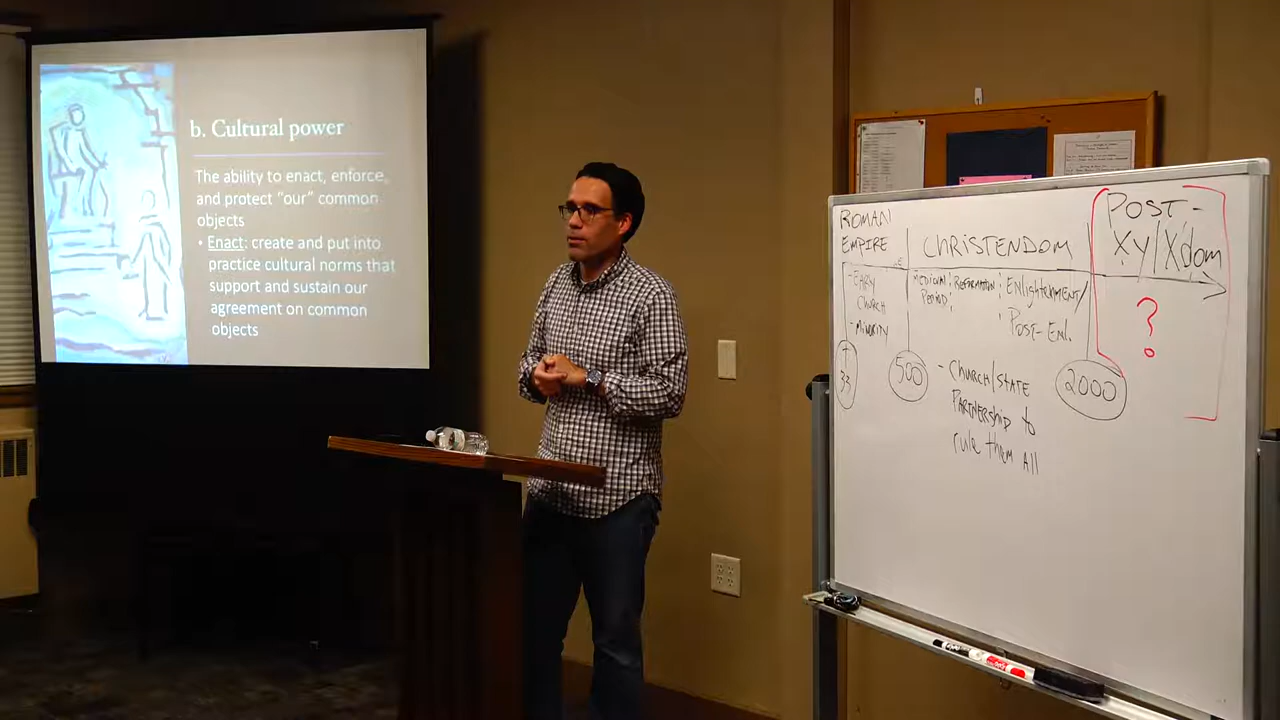 b. Cultural power
The ability to enact, enforce,
and protect "our" common
objects
• Enact: create and put into
practice cultural norms that
support and sustain our
agreement on common
objects
ROMAN
EMPIRE
- EARY
CHURCH
- MINORITY
33
500
CHRISTENDOM
MEDIEVAL
PERIOD
REFORMATION
ENLIGHTENMENT/
POST-ENL.
- CHURCH/STATE
PARTNERSHIP to
rule them All
2000
POST-
Xy/Xdom
?